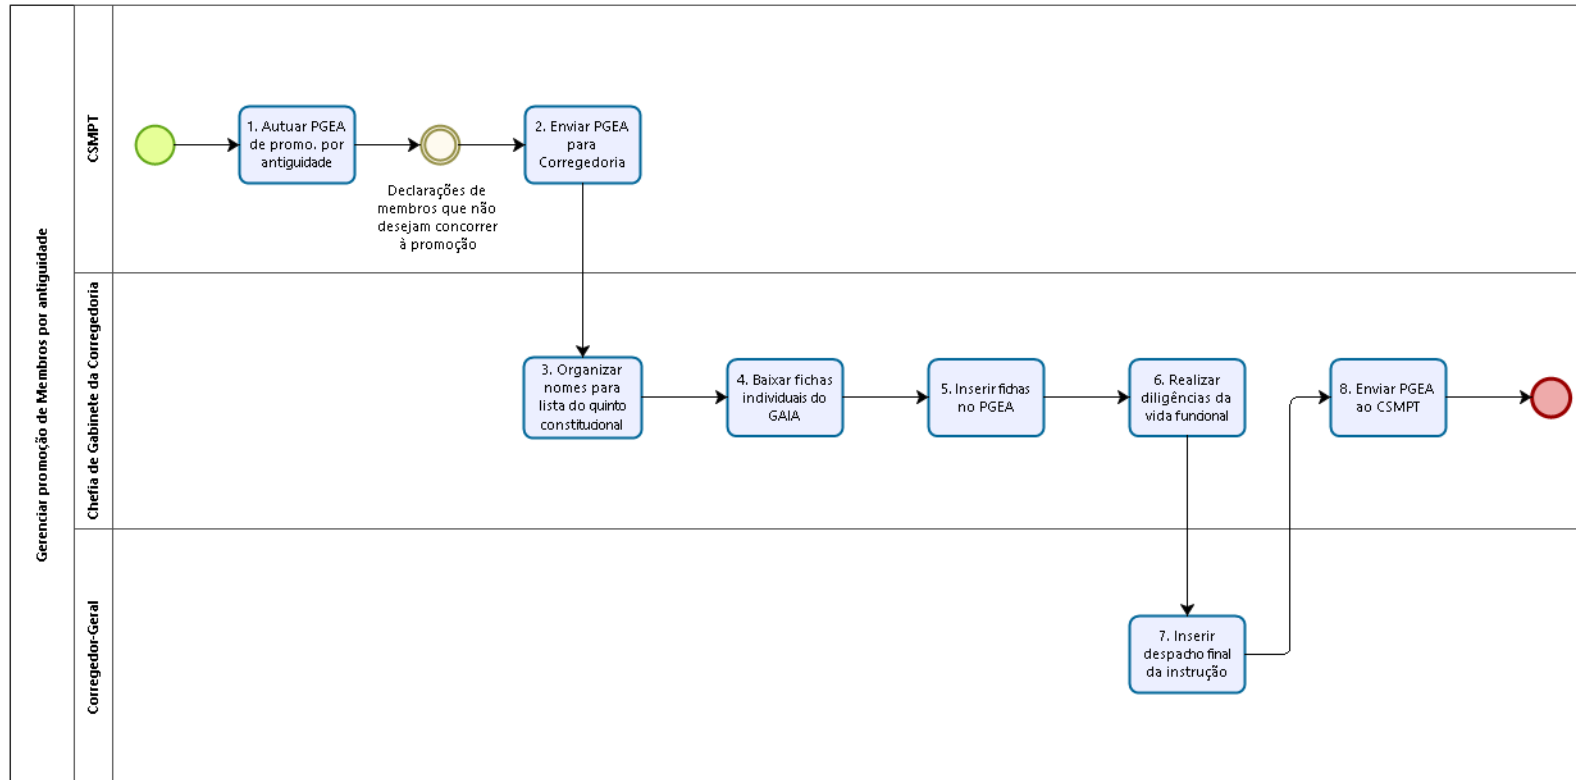 Gerenciar promoção de Membros por antiguidade
CSMPT
1. Autuar PGEA
de promo. por
antiguidade
Declarações de
membros que não
desejam concorrer
à promoção
2. Enviar PGEA
para
Corregedoria
Chefia de Gabinete da Corregedoria
3. Organizar
nomes para
lista do quinto
constitucional
4. Baixar fichas
individuais do
GAIA
5. Inserir fichas
no PGEA
6. Realizar
diligências da
vida funcional
8. Enviar PGEA
ao CSMPT
Corregedor-Geral
7. Inserir
despacho final
da instrução